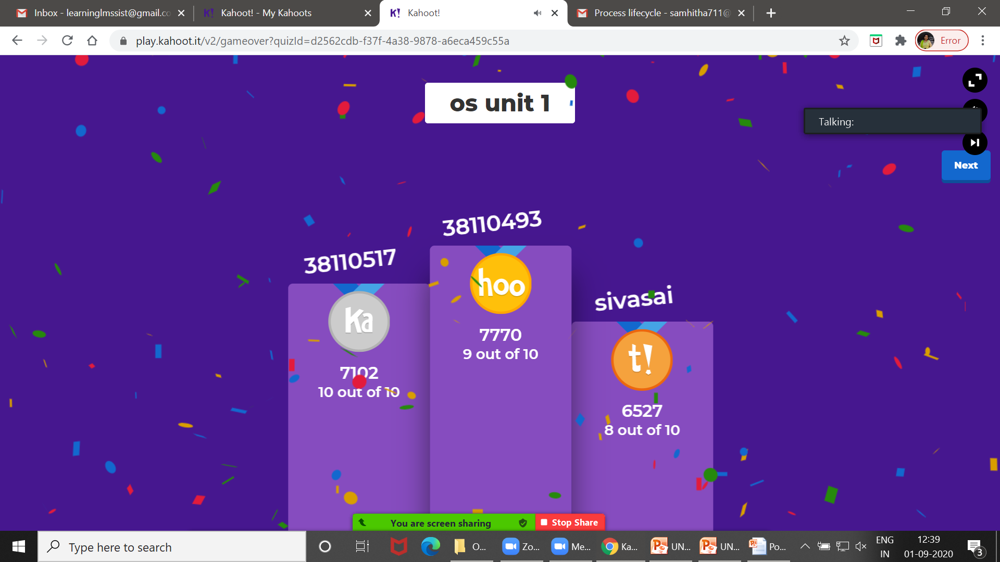 Inbox - learninglmssist@gmail.co
Kahoot! - My Kahoots
Kahoot!
Process lifecycle - samhitha711@
play.kahoot.it/v2/gameover?quizId=d2562cdb-f37f-4a38-9878-a6eca459c55a
Error
os unit 1
Talking:
Next
38110493
38110517
sivasai
hoo
7770
9 out of 10
Ka
7102
10 out of 10
t!
6527
8 out of 10
You are screen sharing
Stop Share
Type here to search
O...
Zo...
Me...
Ka...
UN...
UN...
Po...
ENG
IN
12:39
01-09-2020
3